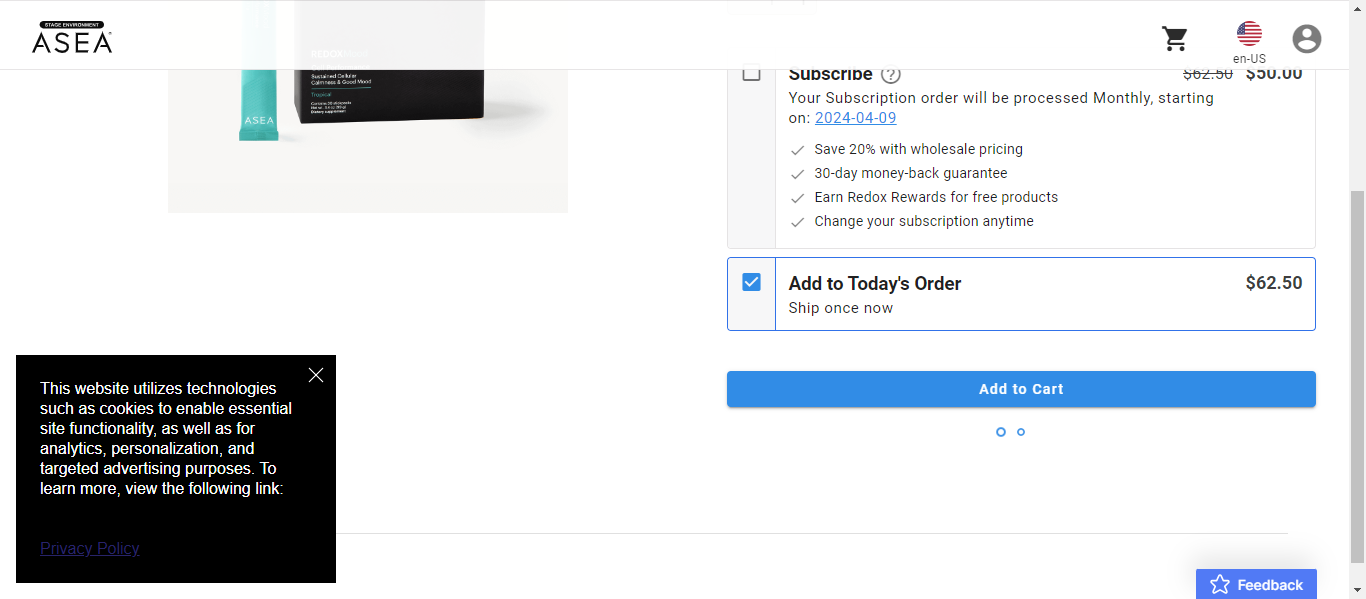 STAGE ENVIRONMENT
ASEA
en-US
REDOX
Sustained Cellular
Calmness & Good Mood
Tropical
ASEA
Subscribe
$62.50 $50.00
Your Subscription order will be processed Monthly, starting
on: 2024-04-09
Save 20% with wholesale pricing
30-day money-back guarantee
Earn Redox Rewards for free products
Change your subscription anytime
Add to Today's Order
$62.50
Ship once now
Add to Cart
This website utilizes technologies
such as cookies to enable essential
site functionality, as well as for
analytics, personalization, and
targeted advertising purposes. To
learn more, view the following link:
Privacy Policy
Feedback